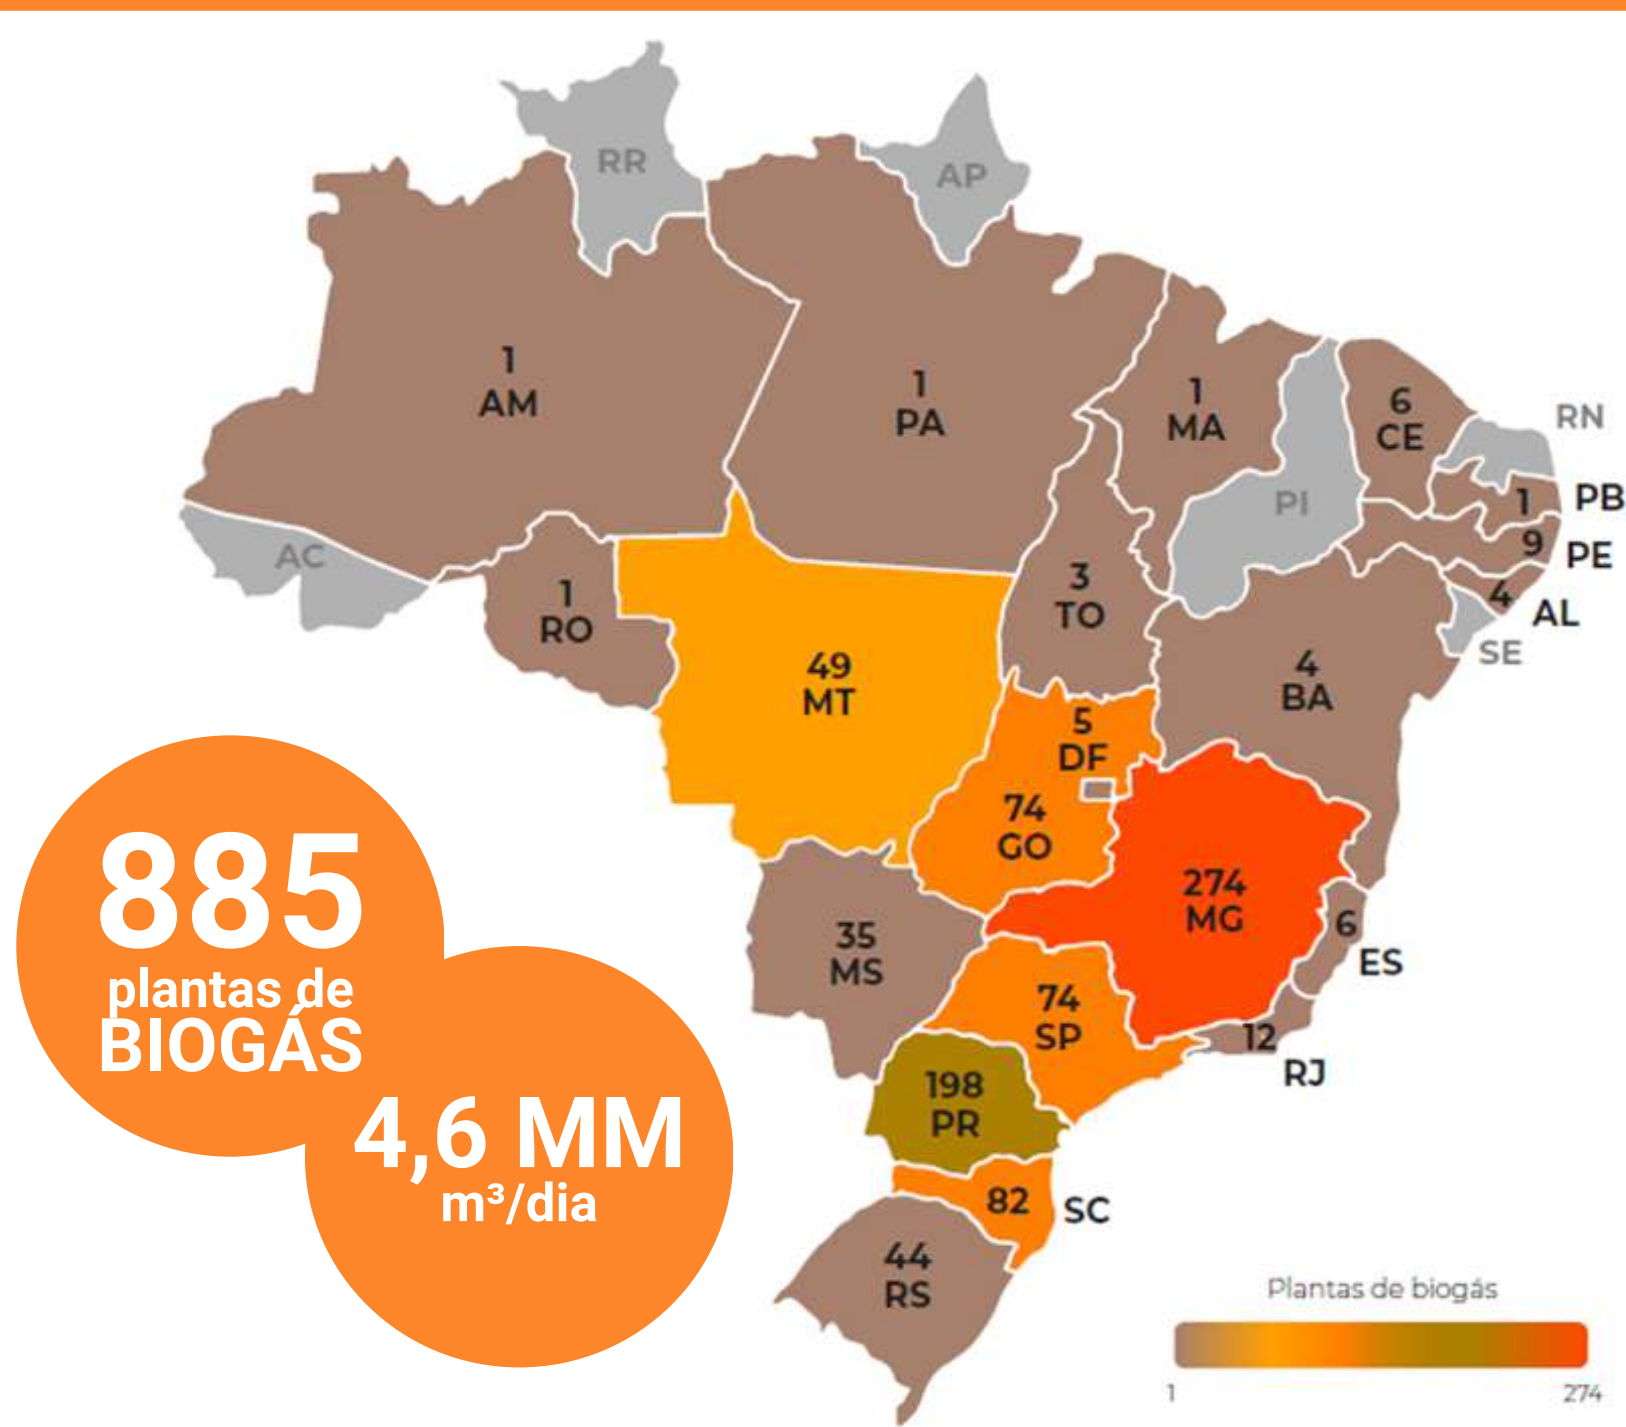 RR
AP
1
AM
1
PA
1
MA
6
CE
RN
PI
1
PB
9
PE
4
AL
SE
AC
1
RO
3
TO
49
MT
4
BA
5
DF
74
GO
274
MG
6
ES
35
MS
74
SP
12
RJ
198
PR
82
SC
44
RS
885
plantas de
BIOGÁS
4,6 MM
m³/dia
Plantas de biogás
1
274